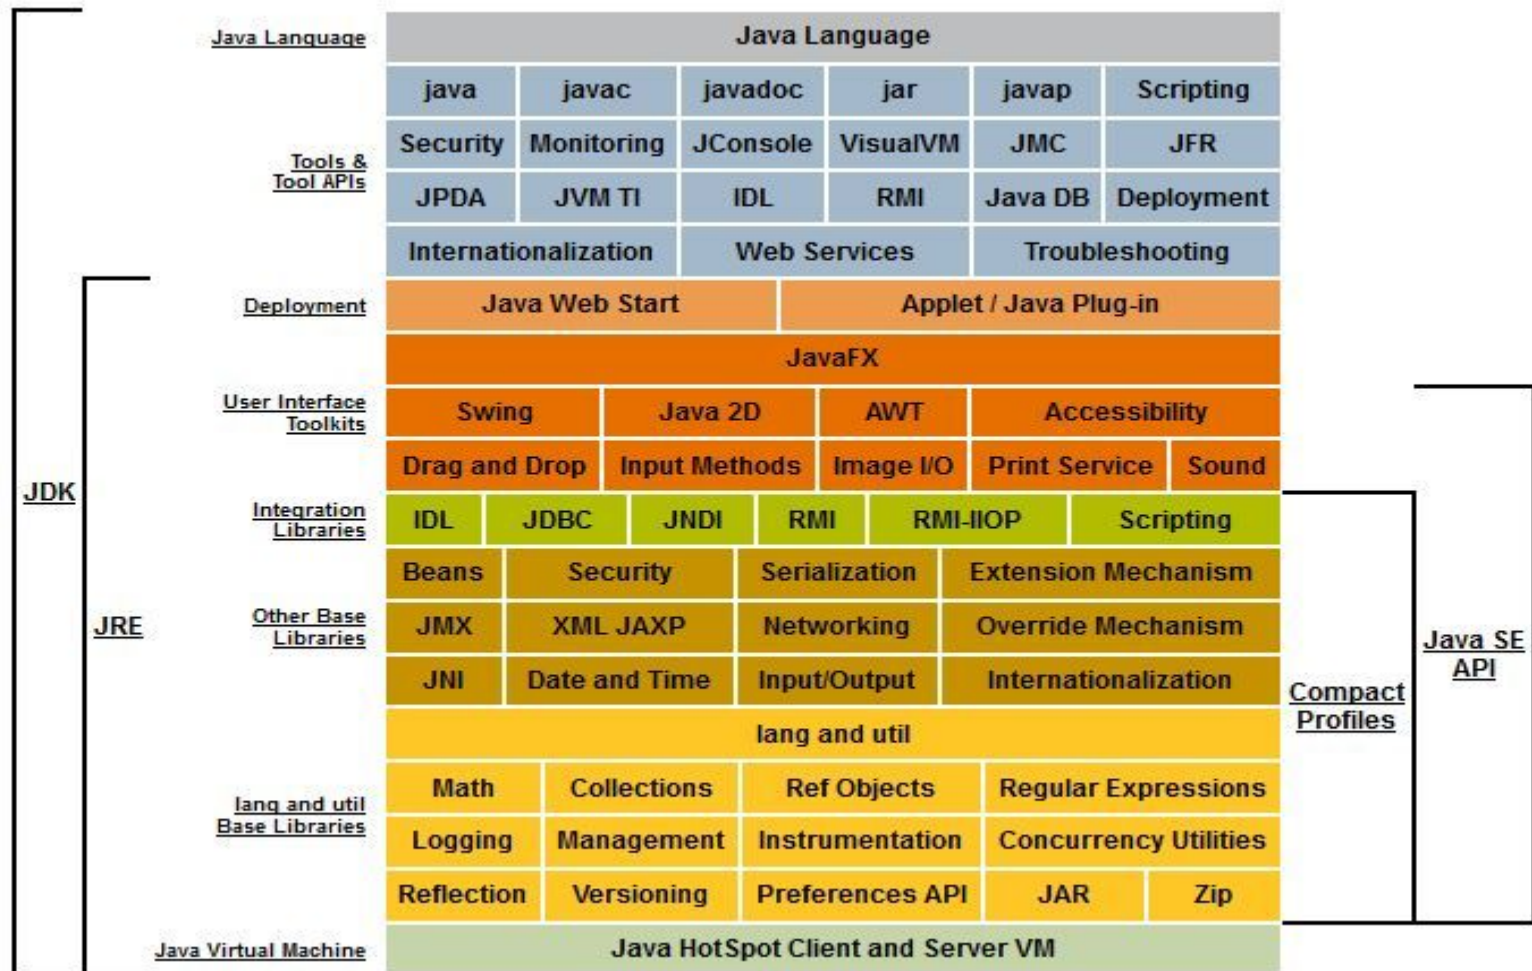 Java Language
Java Language
java javac javadoc jar javap Scripting
Tools &
Tool APIs
Security Monitoring JConsole VisualVM JMC JFR
JPDA JVM TI IDL RMI Java DB Deployment
Internationalization Web Services Troubleshooting
Deployment
Java Web Start Applet / Java Plug-in
JavaFX
User Interface
Toolkits
Swing Java 2D AWT Accessibility
Drag and Drop Input Methods Image I/O Print Service Sound
JDK
Integration
Libraries
IDL JDBC JNDI RMI RMI-IIOP Scripting
Beans Security Serialization Extension Mechanism
JRE
Other Base
Libraries
JMX XML JAXP Networking Override Mechanism
Java SE
API
JNI Date and Time Input/Output Internationalization
Compact
Profiles
lang and util
lang and util
Base Libraries
Math Collections Ref Objects Regular Expressions
Logging Management Instrumentation Concurrency Utilities
Reflection Versioning Preferences API JAR Zip
Java Virtual Machine
Java HotSpot Client and Server VM